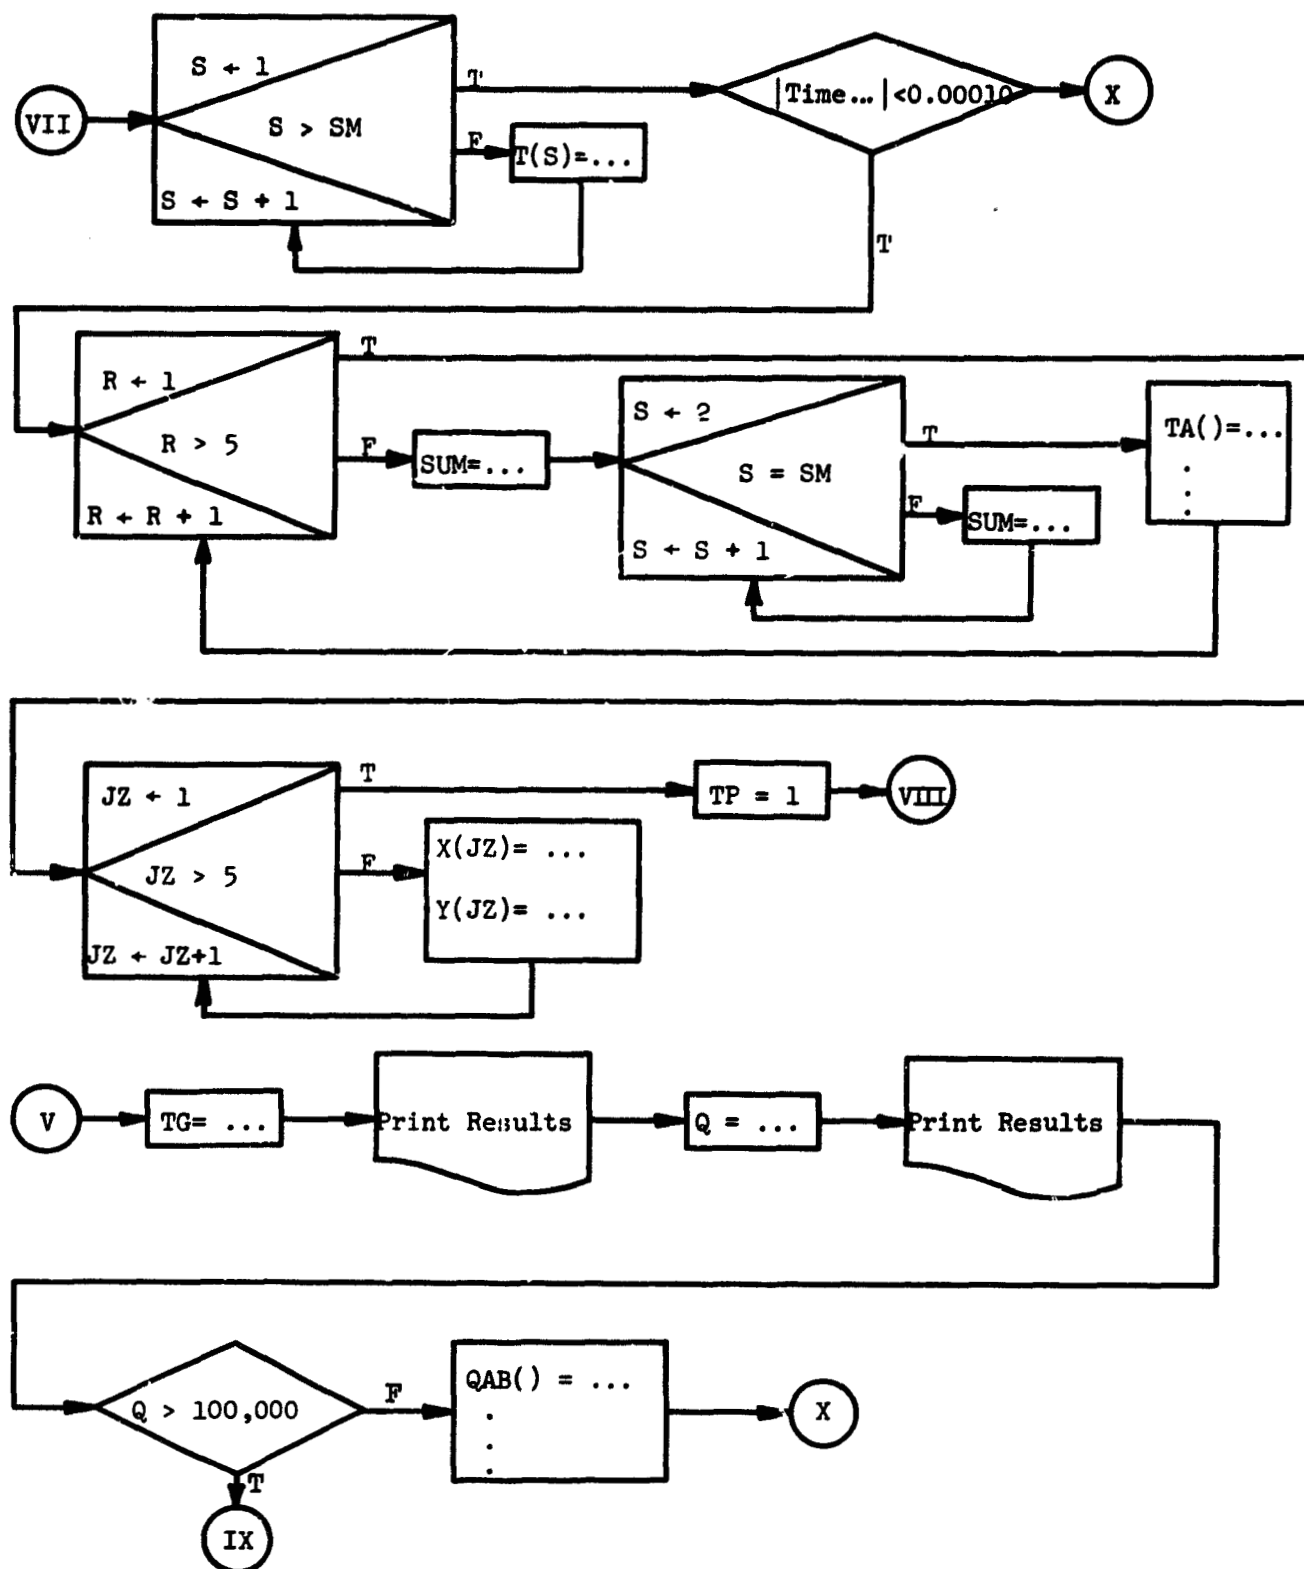 S ← 1
T
|Time...|<0.00010
X
VII
S > SM
F
T(S)=...
S ← S + 1
T
R ← 1
T
S ← 2
TA()=...
.
.
.
R > 5
F
SUM=...
S = SM
T
F
SUM=...
R ← R + 1
S ← S + 1
JZ ← 1
T
TP = 1
VIII
JZ > 5
F
X(JZ)= ...
Y(JZ)= ...
JZ ← JZ+1
V
TG= ...
Print Results
Q = ...
Print Results
Q > 100,000
F
QAB() = ...
.
.
.
X
T
IX